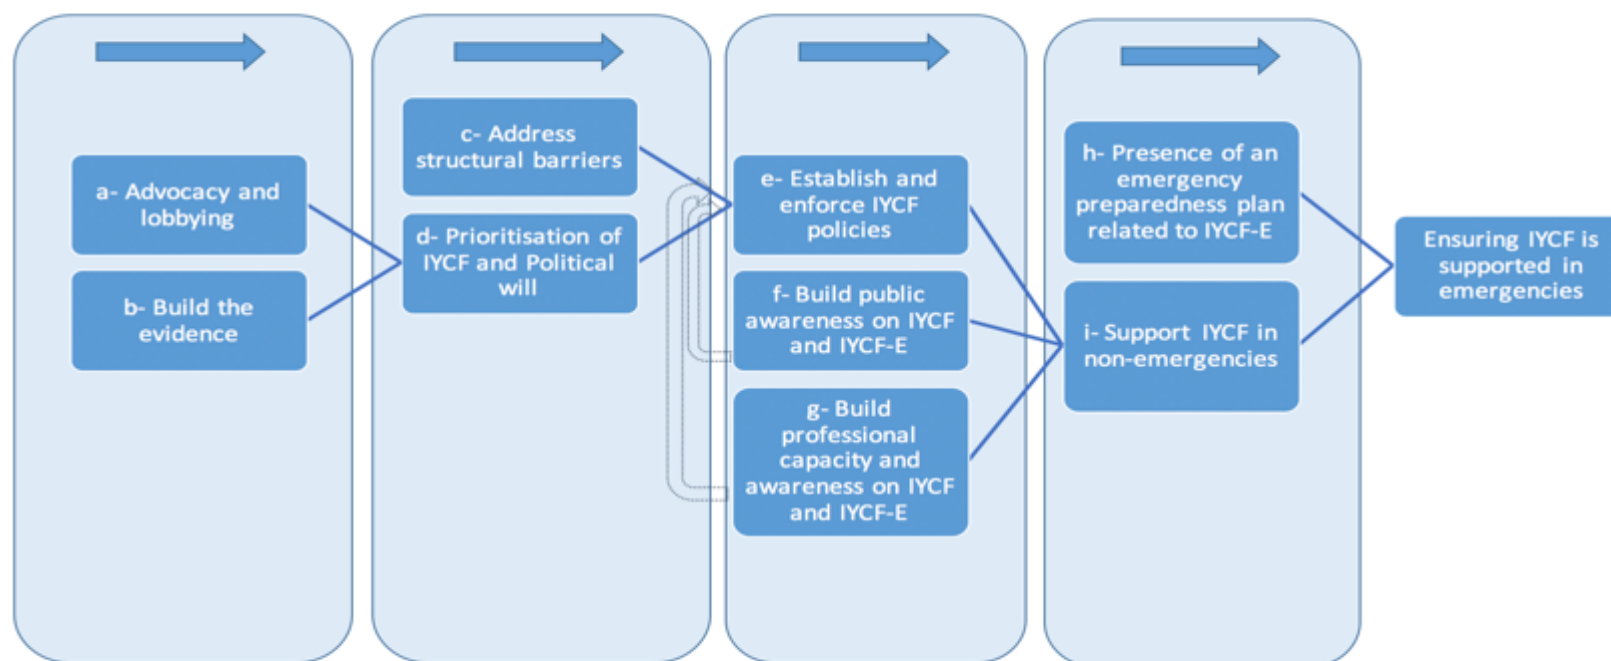 a- Advocacy and
lobbying
b- Build the
evidence
c- Address
structural barriers
d- Prioritisation of
IYCF and Political
will
e- Establish and
enforce IYCF
policies
f- Build public
awareness on IYCF
and IYCF-E
g- Build
professional
capacity and
awareness on IYCF
and IYCF-E
h- Presence of an
emergency
preparedness plan
related to IYCF-E
i- Support IYCF in
non-emergencies
Ensuring IYCF is
supported in
emergencies